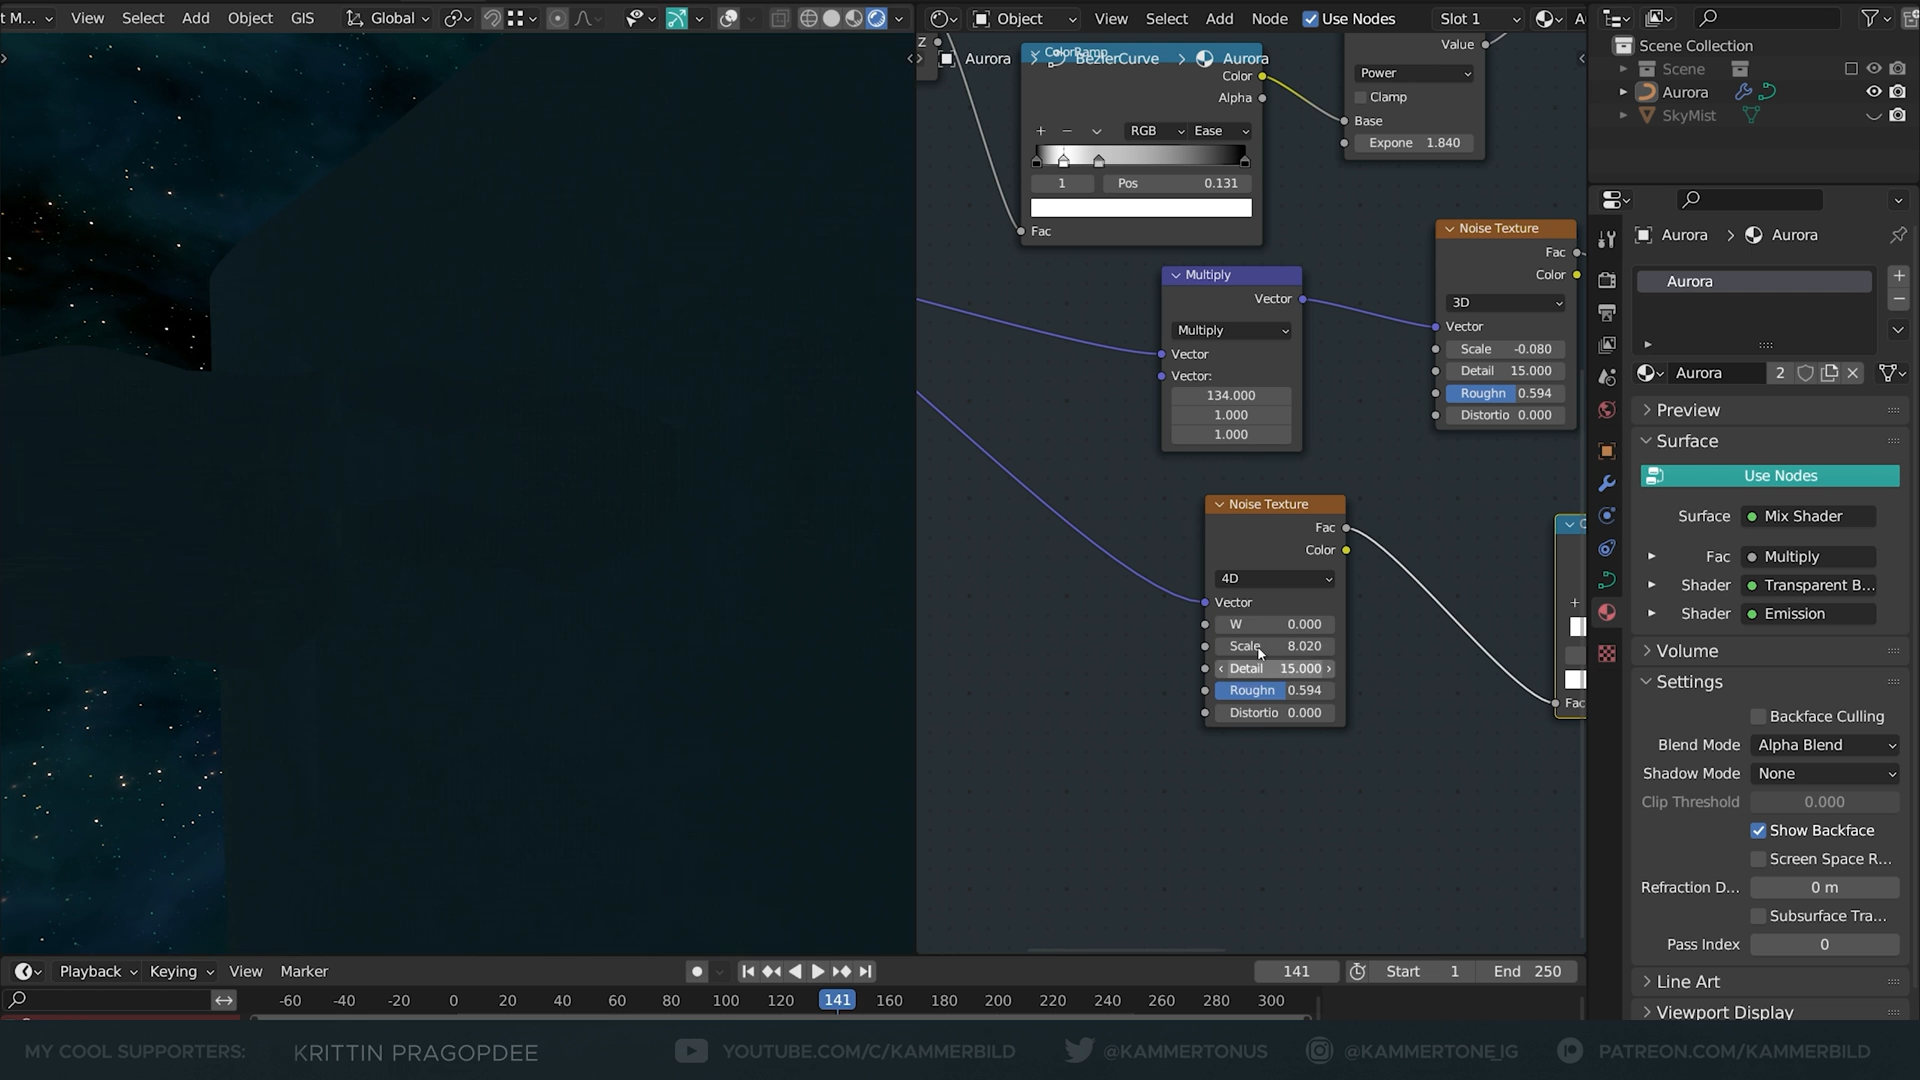 M...
View
Select
Add
Object
GIS
Global
Object
View
Select
Add
Node
Use Nodes
Slot 1
Aurora
BezierCurve
Aurora
Z
ColorRamp
Color
Alpha
RGB
Ease
1
Pos 0.131
Fac
Value
Power
Clamp
Base
Expone 1.840
Multiply
Vector
Multiply
Vector
Vector:
134.000
1.000
1.000
Noise Texture
Fac
Color
3D
Vector
Scale -0.080
Detail 15.000
Roughn 0.594
Distortio 0.000
Noise Texture
Fac
Color
4D
Vector
W 0.000
Scale 8.020
Detail 15.000
Roughn 0.594
Distortio 0.000
Fac
Scene Collection
Scene
Aurora
SkyMist
Aurora
Aurora
Aurora
Aurora
2
Preview
Surface
Use Nodes
Surface Mix Shader
Fac Multiply
Shader Transparent B...
Shader Emission
Volume
Settings
Backface Culling
Blend Mode Alpha Blend
Shadow Mode None
Clip Threshold 0.000
Show Backface
Screen Space R...
Refraction D... 0 m
Subsurface Tra...
Pass Index 0
Line Art
Viewport Display
Playback
Keying
View
Marker
141
Start 1
End 250
-60 -40 -20 0 20 40 60 80 100 120 141 160 180 200 220 240 260 280 300
MY COOL SUPPORTERS:
KRITTIN PRAGOPDEE
YOUTUBE.COM/C/KAMMERBILD
@KAMMERTONUS
@KAMMERTONE_IG
PATREON.COM/KAMMERBILD